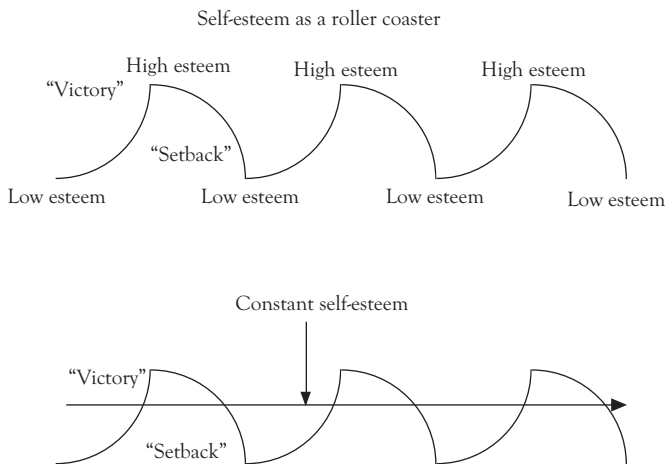 Self-esteem as a roller coaster
High esteem
High esteem
High esteem
“Victory”
“Setback”
Low esteem
Low esteem
Low esteem
Low esteem
Constant self-esteem
“Victory”
“Setback”